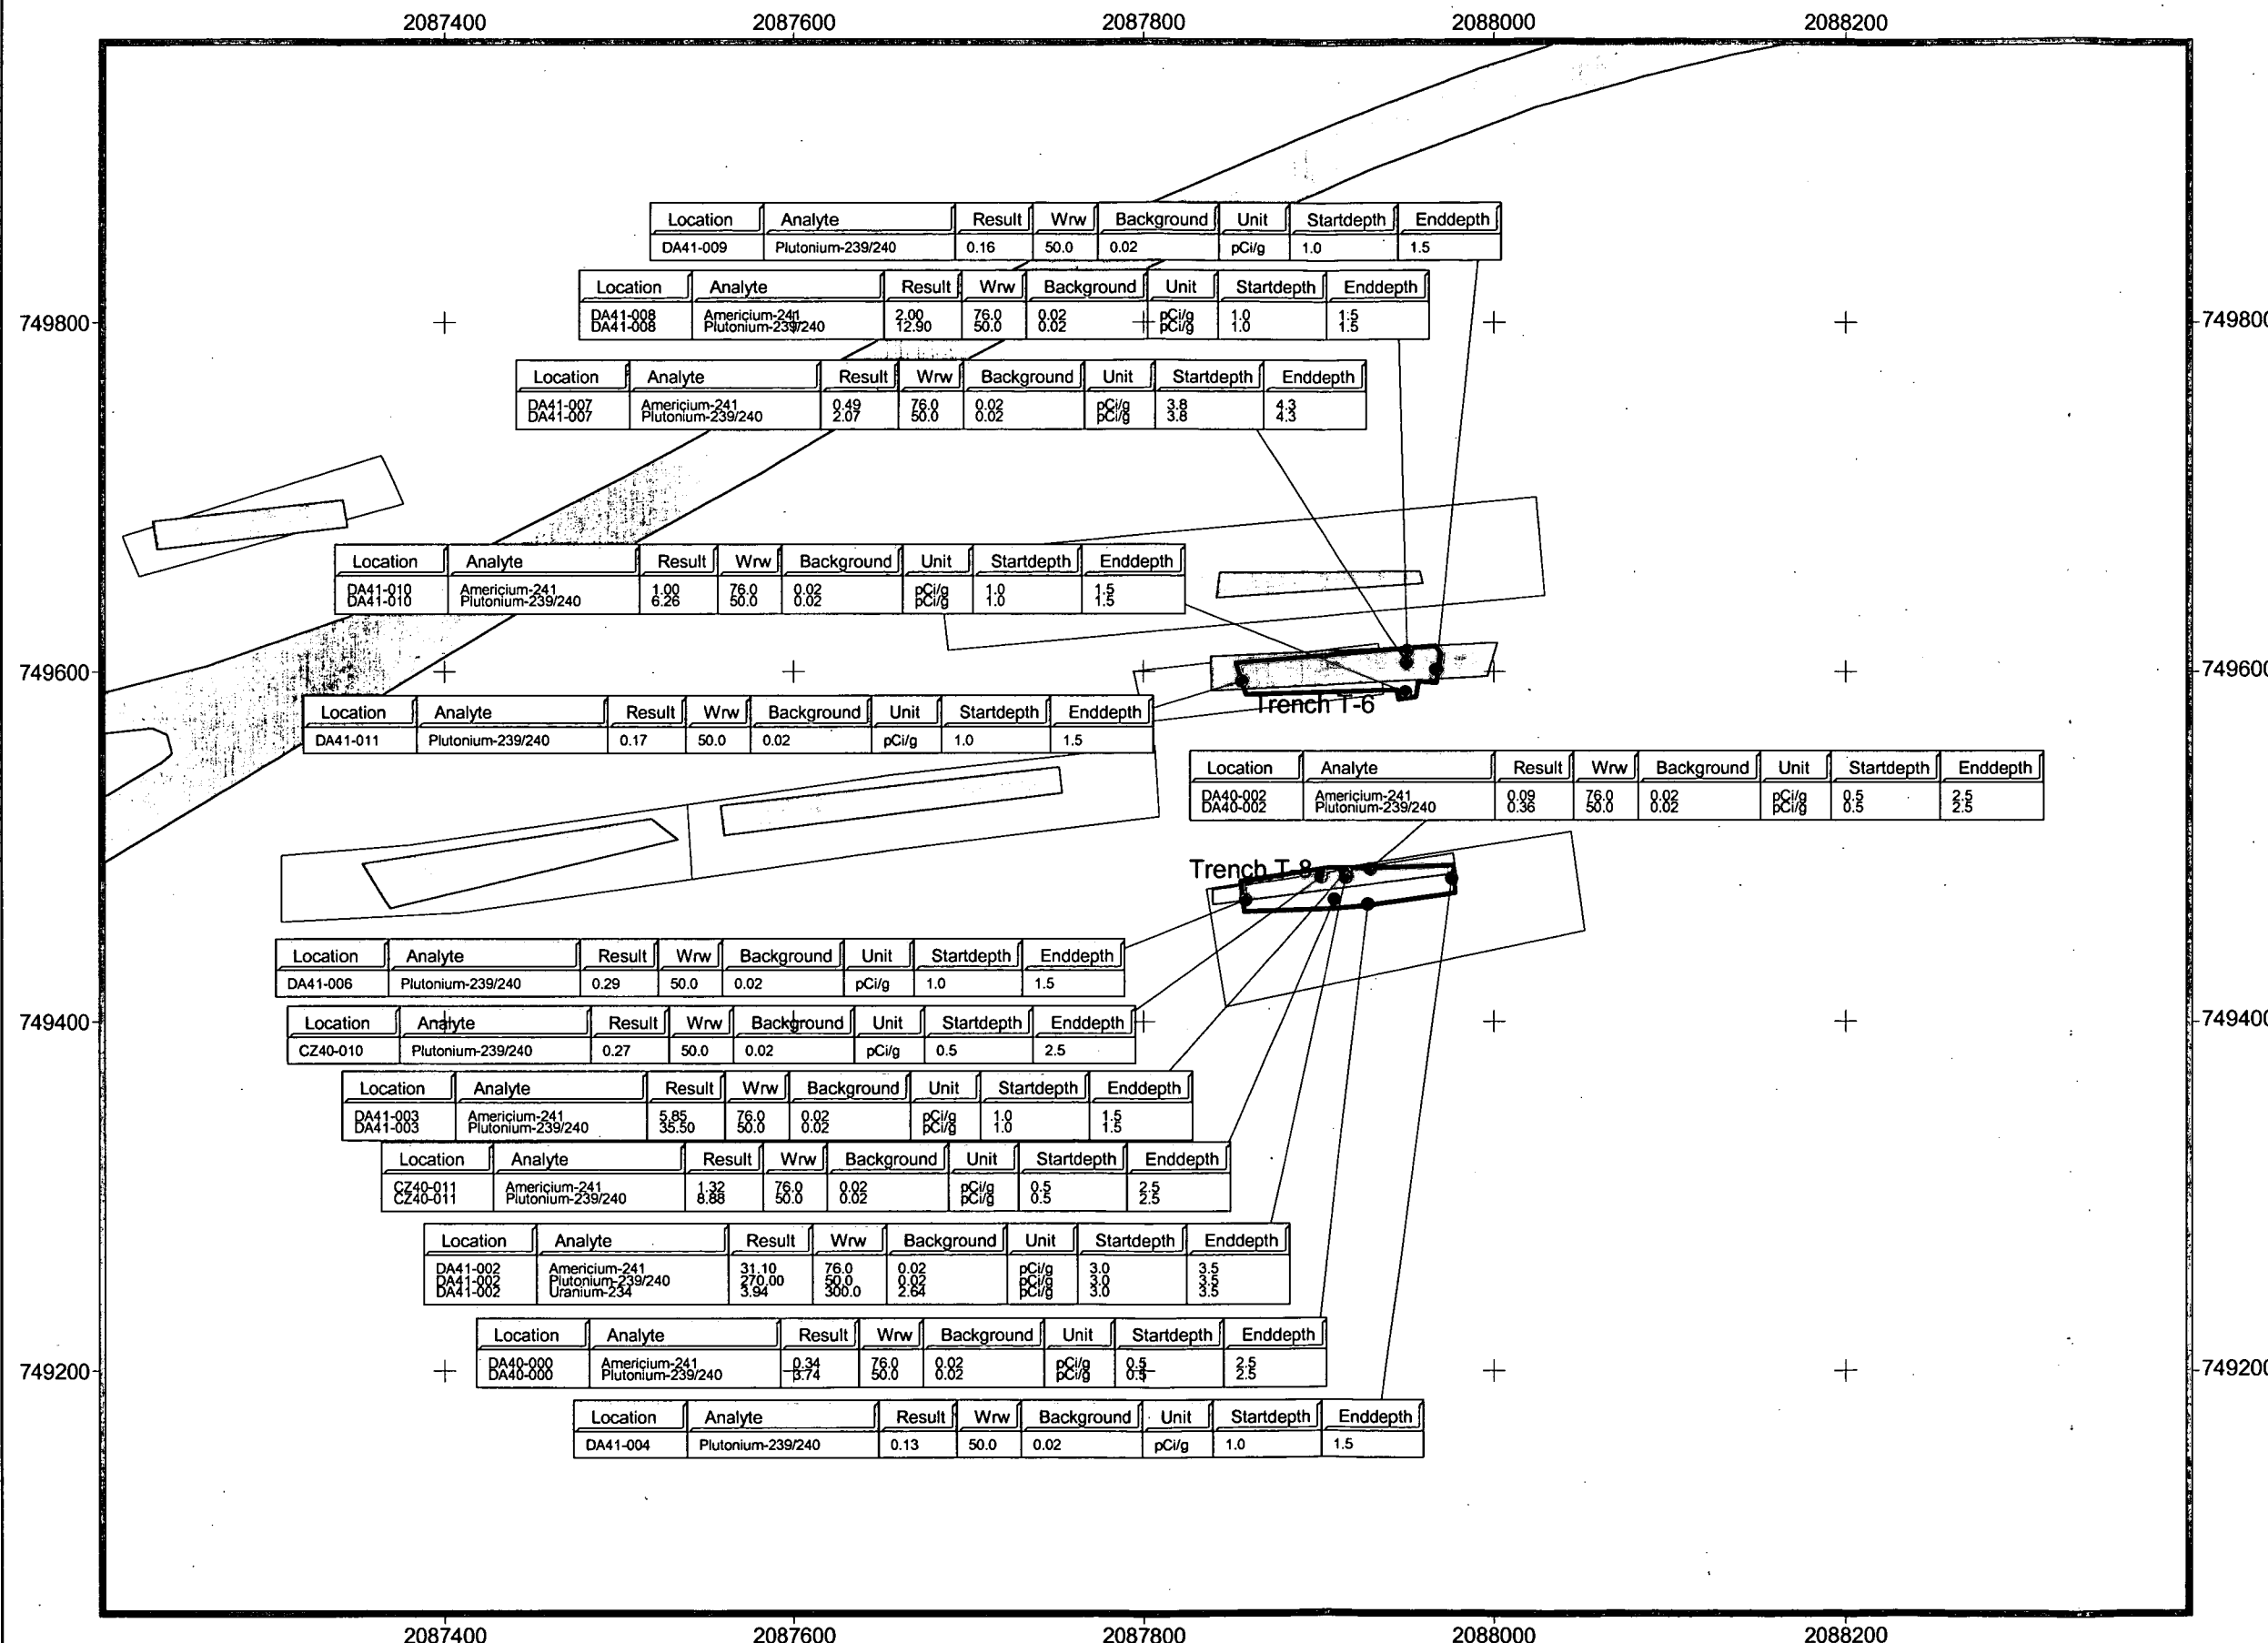 2087400 2087600 2087800 2088000 2088200
Location Analyte Result Wrw Background Unit Startdepth Enddepth
DA41-009 Plutonium-239/240 0.16 50.0 0.02 pCi/g 1.0 1.5
Location Analyte Result Wrw Background Unit Startdepth Enddepth
DA41-008 Americium-241 2.00 76.0 0.02 pCi/g 1.0 1.5
DA41-008 Plutonium-239/240 12.90 50.0 0.02 pCi/g 1.0 1.5
749800 749800
Location Analyte Result Wrw Background Unit Startdepth Enddepth
DA41-007 Americium-241 0.49 76.0 0.02 pCi/g 3.8 4.3
DA41-007 Plutonium-239/240 2.07 50.0 0.02 pCi/g 3.8 4.3
Location Analyte Result Wrw Background Unit Startdepth Enddepth
DA41-010 Americium-241 1.00 76.0 0.02 pCi/g 1.0 1.5
DA41-010 Plutonium-239/240 6.26 50.0 0.02 pCi/g 1.0 1.5
749600 749600
Trench T-6
Location Analyte Result Wrw Background Unit Startdepth Enddepth
DA41-011 Plutonium-239/240 0.17 50.0 0.02 pCi/g 1.0 1.5
Location Analyte Result Wrw Background Unit Startdepth Enddepth
DA40-002 Americium-241 0.09 76.0 0.02 pCi/g 0.5 2.5
DA40-002 Plutonium-239/240 0.36 50.0 0.02 pCi/g 0.5 2.5
Trench T-8
Location Analyte Result Wrw Background Unit Startdepth Enddepth
DA41-006 Plutonium-239/240 0.29 50.0 0.02 pCi/g 1.0 1.5
749400 749400
Location Analyte Result Wrw Background Unit Startdepth Enddepth
CZ40-010 Plutonium-239/240 0.27 50.0 0.02 pCi/g 0.5 2.5
Location Analyte Result Wrw Background Unit Startdepth Enddepth
DA41-003 Americium-241 5.85 76.0 0.02 pCi/g 1.0 1.5
DA41-003 Plutonium-239/240 35.50 50.0 0.02 pCi/g 1.0 1.5
Location Analyte Result Wrw Background Unit Startdepth Enddepth
CZ40-011 Americium-241 1.32 76.0 0.02 pCi/g 0.5 2.5
CZ40-011 Plutonium-239/240 8.88 50.0 0.02 pCi/g 0.5 2.5
Location Analyte Result Wrw Background Unit Startdepth Enddepth
DA41-002 Americium-241 31.10 76.0 0.02 pCi/g 3.0 3.5
DA41-002 Plutonium-239/240 270.00 50.0 0.02 pCi/g 3.0 3.5
DA41-002 Uranium-234 3.94 300.0 2.64 pCi/g 3.0 3.5
Location Analyte Result Wrw Background Unit Startdepth Enddepth
DA40-000 Americium-241 0.34 76.0 0.02 pCi/g 0.5 2.5
DA40-000 Plutonium-239/240 3.74 50.0 0.02 pCi/g 0.5 2.5
749200 749200
Location Analyte Result Wrw Background Unit Startdepth Enddepth
DA41-004 Plutonium-239/240 0.13 50.0 0.02 pCi/g 1.0 1.5
2087400 2087600 2087800 2088000 2088200